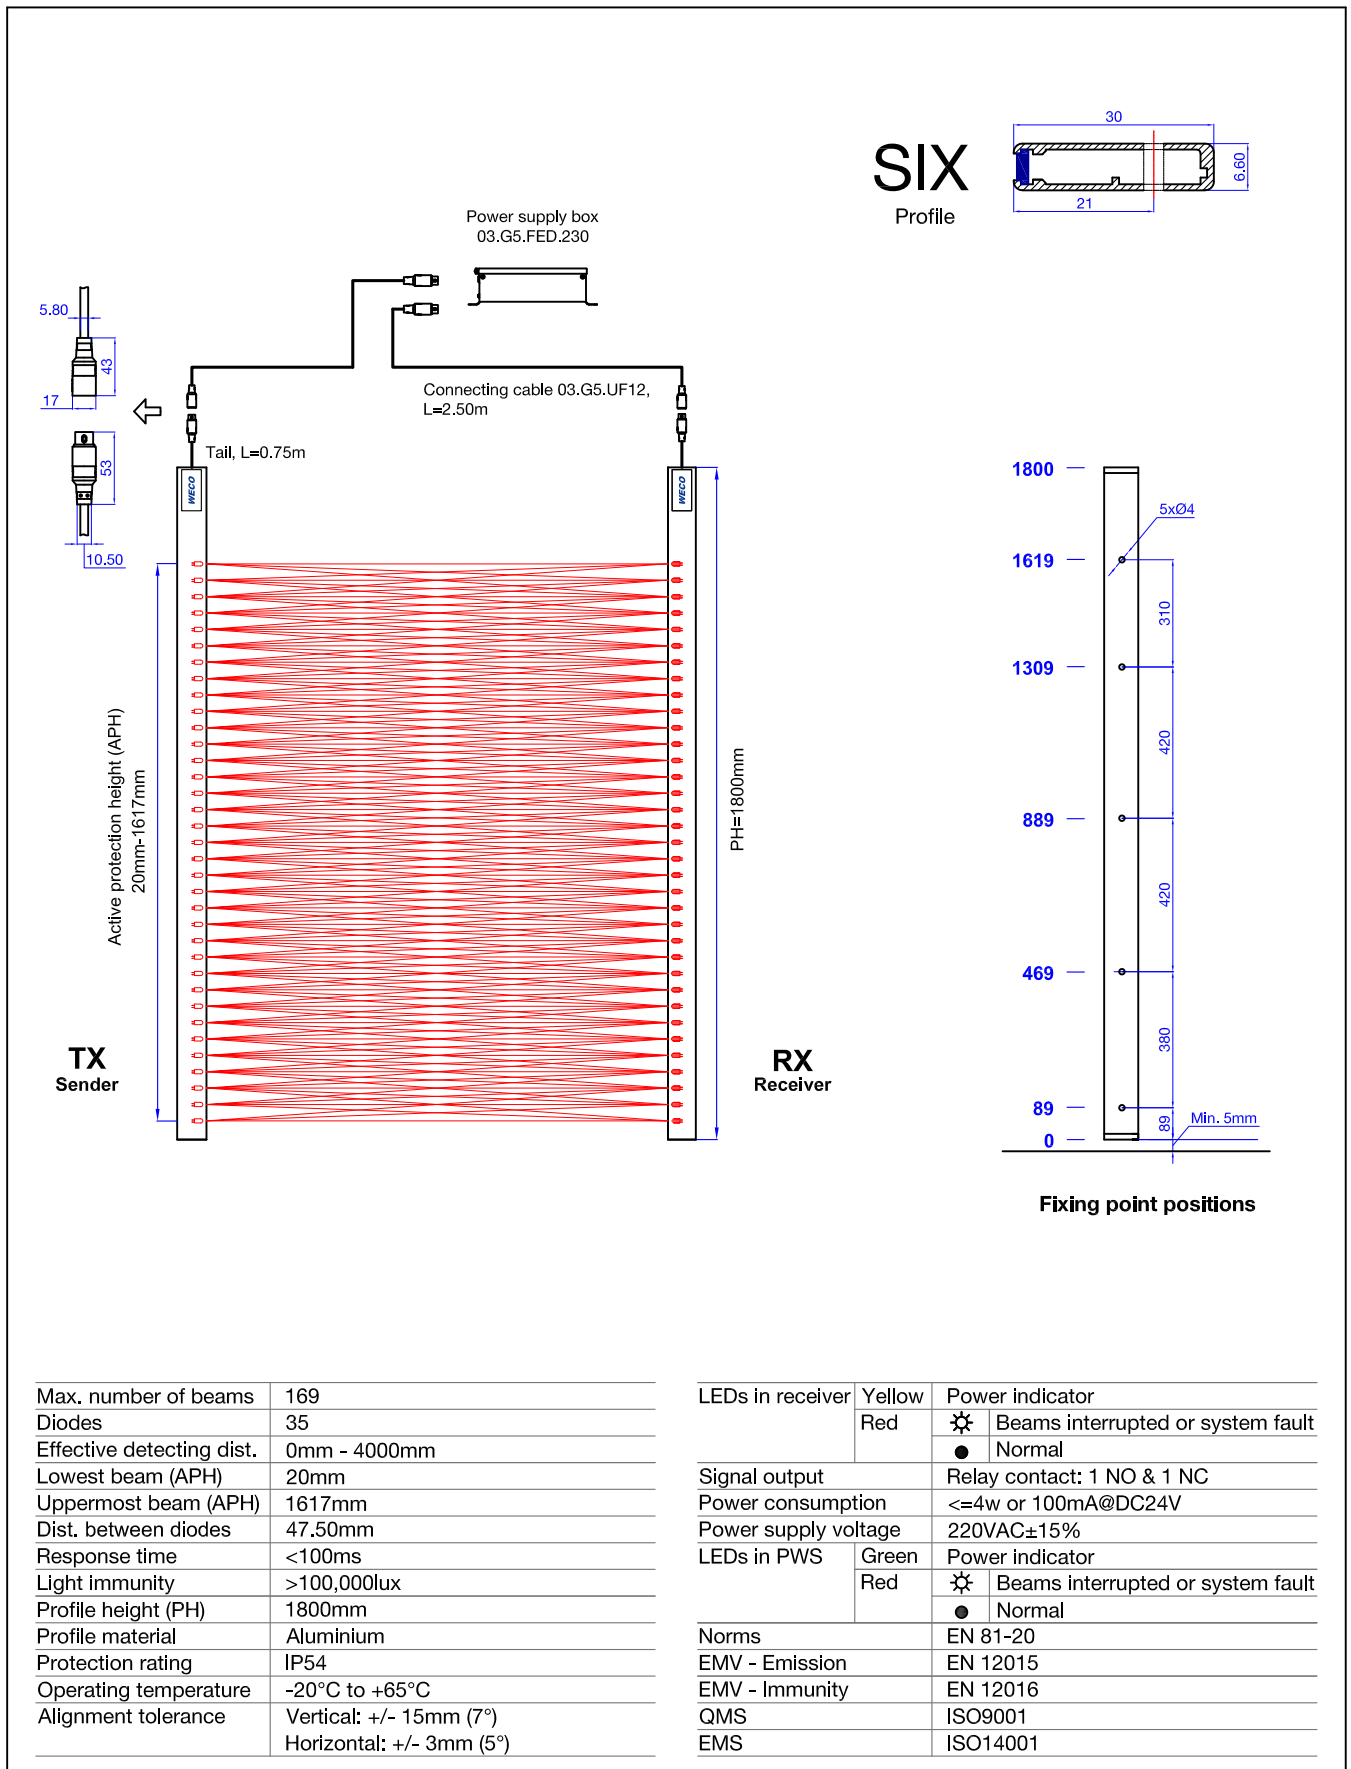 SIX
Profile
30
6.60
21
Power supply box
03.G5.FED.230
5.80
43
17
53
10.50
Connecting cable 03.G5.UF12,
L=2.50m
Tail, L=0.75m
WECO
WECO
Active protection height (APH)
20mm-1617mm
PH=1800mm
TX
Sender
RX
Receiver
1800
5xØ4
1619
310
1309
420
889
420
469
380
89
89
Min. 5mm
0
Fixing point positions
Max. number of beams 169
Diodes 35
Effective detecting dist. 0mm - 4000mm
Lowest beam (APH) 20mm
Uppermost beam (APH) 1617mm
Dist. between diodes 47.50mm
Response time <100ms
Light immunity >100,000lux
Profile height (PH) 1800mm
Profile material Aluminium
Protection rating IP54
Operating temperature -20°C to +65°C
Alignment tolerance Vertical: +/- 15mm (7°)
Horizontal: +/- 3mm (5°)
LEDs in receiver Yellow Power indicator
Red Beams interrupted or system fault
Normal
Signal output Relay contact: 1 NO & 1 NC
Power consumption <=4w or 100mA@DC24V
Power supply voltage 220VAC±15%
LEDs in PWS Green Power indicator
Red Beams interrupted or system fault
Normal
Norms EN 81-20
EMV - Emission EN 12015
EMV - Immunity EN 12016
QMS ISO9001
EMS ISO14001